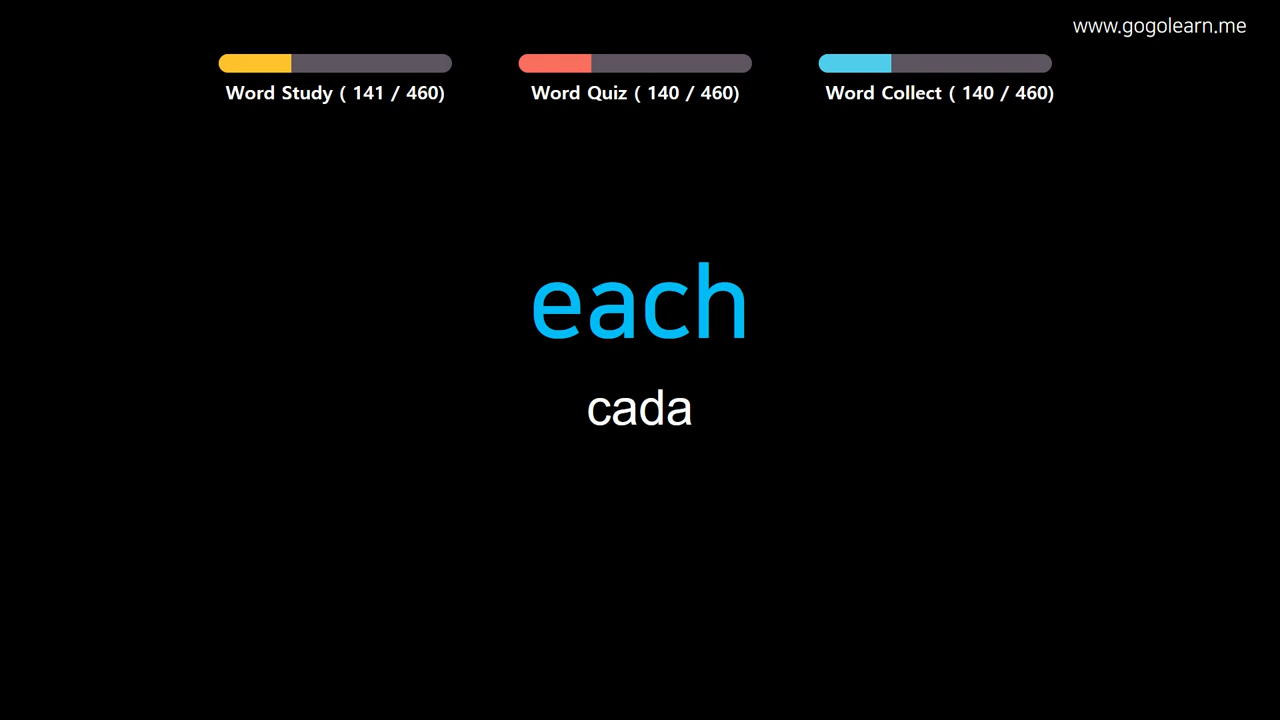 www.gogolearn.me
Word Study ( 141 / 460)
Word Quiz ( 140 / 460)
Word Collect ( 140 / 460)
each
cada